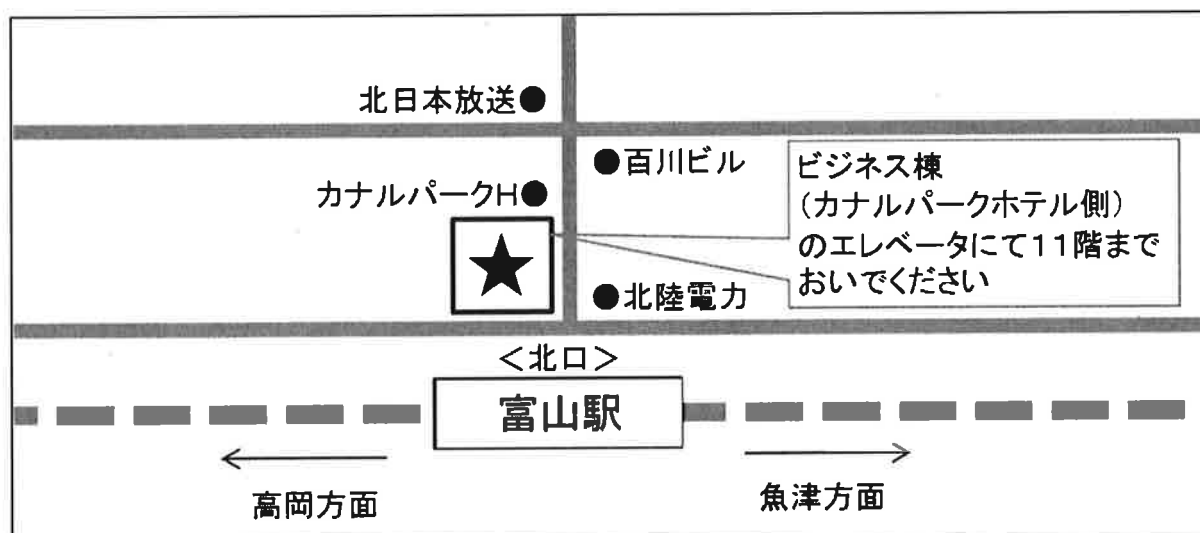 北日本放送●
●百川ビル
カナルパークH●
ビジネス棟
(カナルパークホテル側)
のエレベータにて11階まで
おいでください
★
●北陸電力
<北口>
富山駅
高岡方面
魚津方面